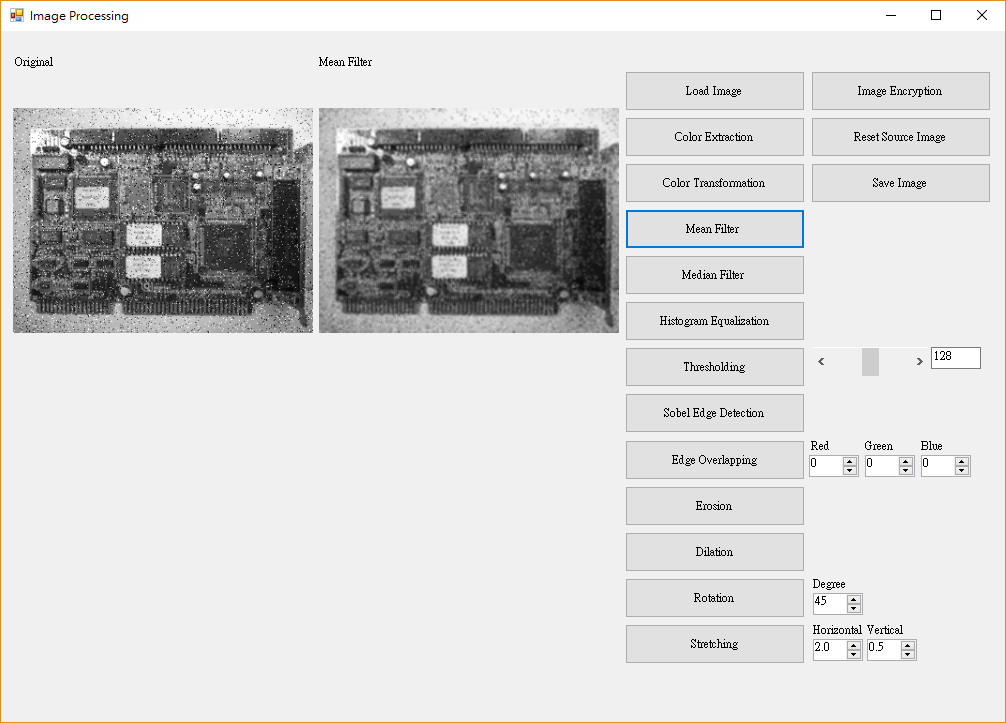 Image Processing
Original
Mean Filter
Load Image
Image Encryption
Color Extraction
Reset Source Image
Color Transformation
Save Image
Mean Filter
Median Filter
Histogram Equalization
Thresholding
128
Sobel Edge Detection
Edge Overlapping
Red Green Blue
0 0 0
Erosion
Dilation
Rotation
Degree
45
Stretching
Horizontal Vertical
2.0 0.5